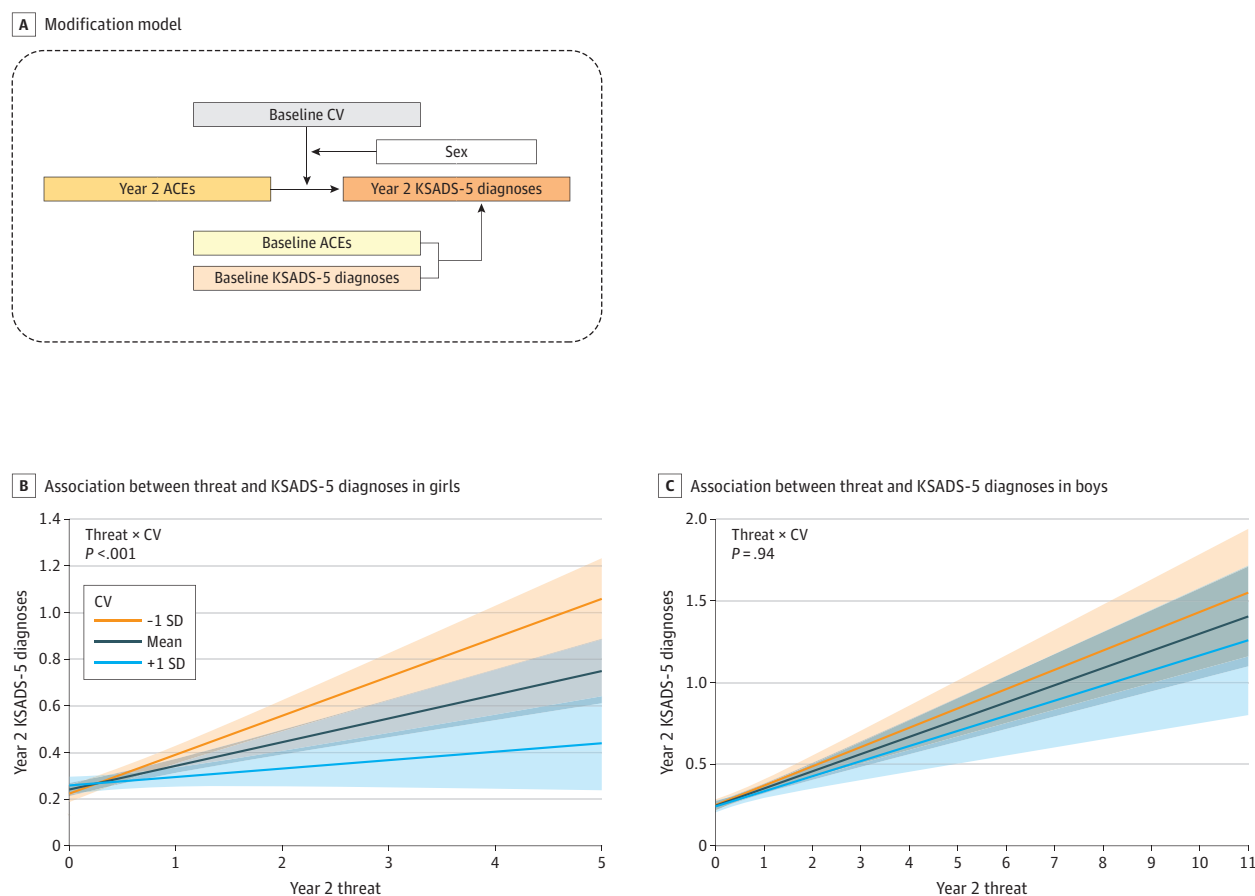 A Modification model
Baseline CV
Sex
Year 2 ACEs
Year 2 KSADS-5 diagnoses
Baseline ACEs
Baseline KSADS-5 diagnoses
B Association between threat and KSADS-5 diagnoses in girls
1.4
1.2
1.0
0.8
0.6
0.4
0.2
0
Year 2 KSADS-5 diagnoses
Threat × CV
P <.001
CV
–1 SD
Mean
+1 SD
0 1 2 3 4 5
Year 2 threat
C Association between threat and KSADS-5 diagnoses in boys
2.0
1.5
1.0
0.5
0
Year 2 KSADS-5 diagnoses
Threat × CV
P = .94
0 1 2 3 4 5 6 7 8 9 10 11
Year 2 threat